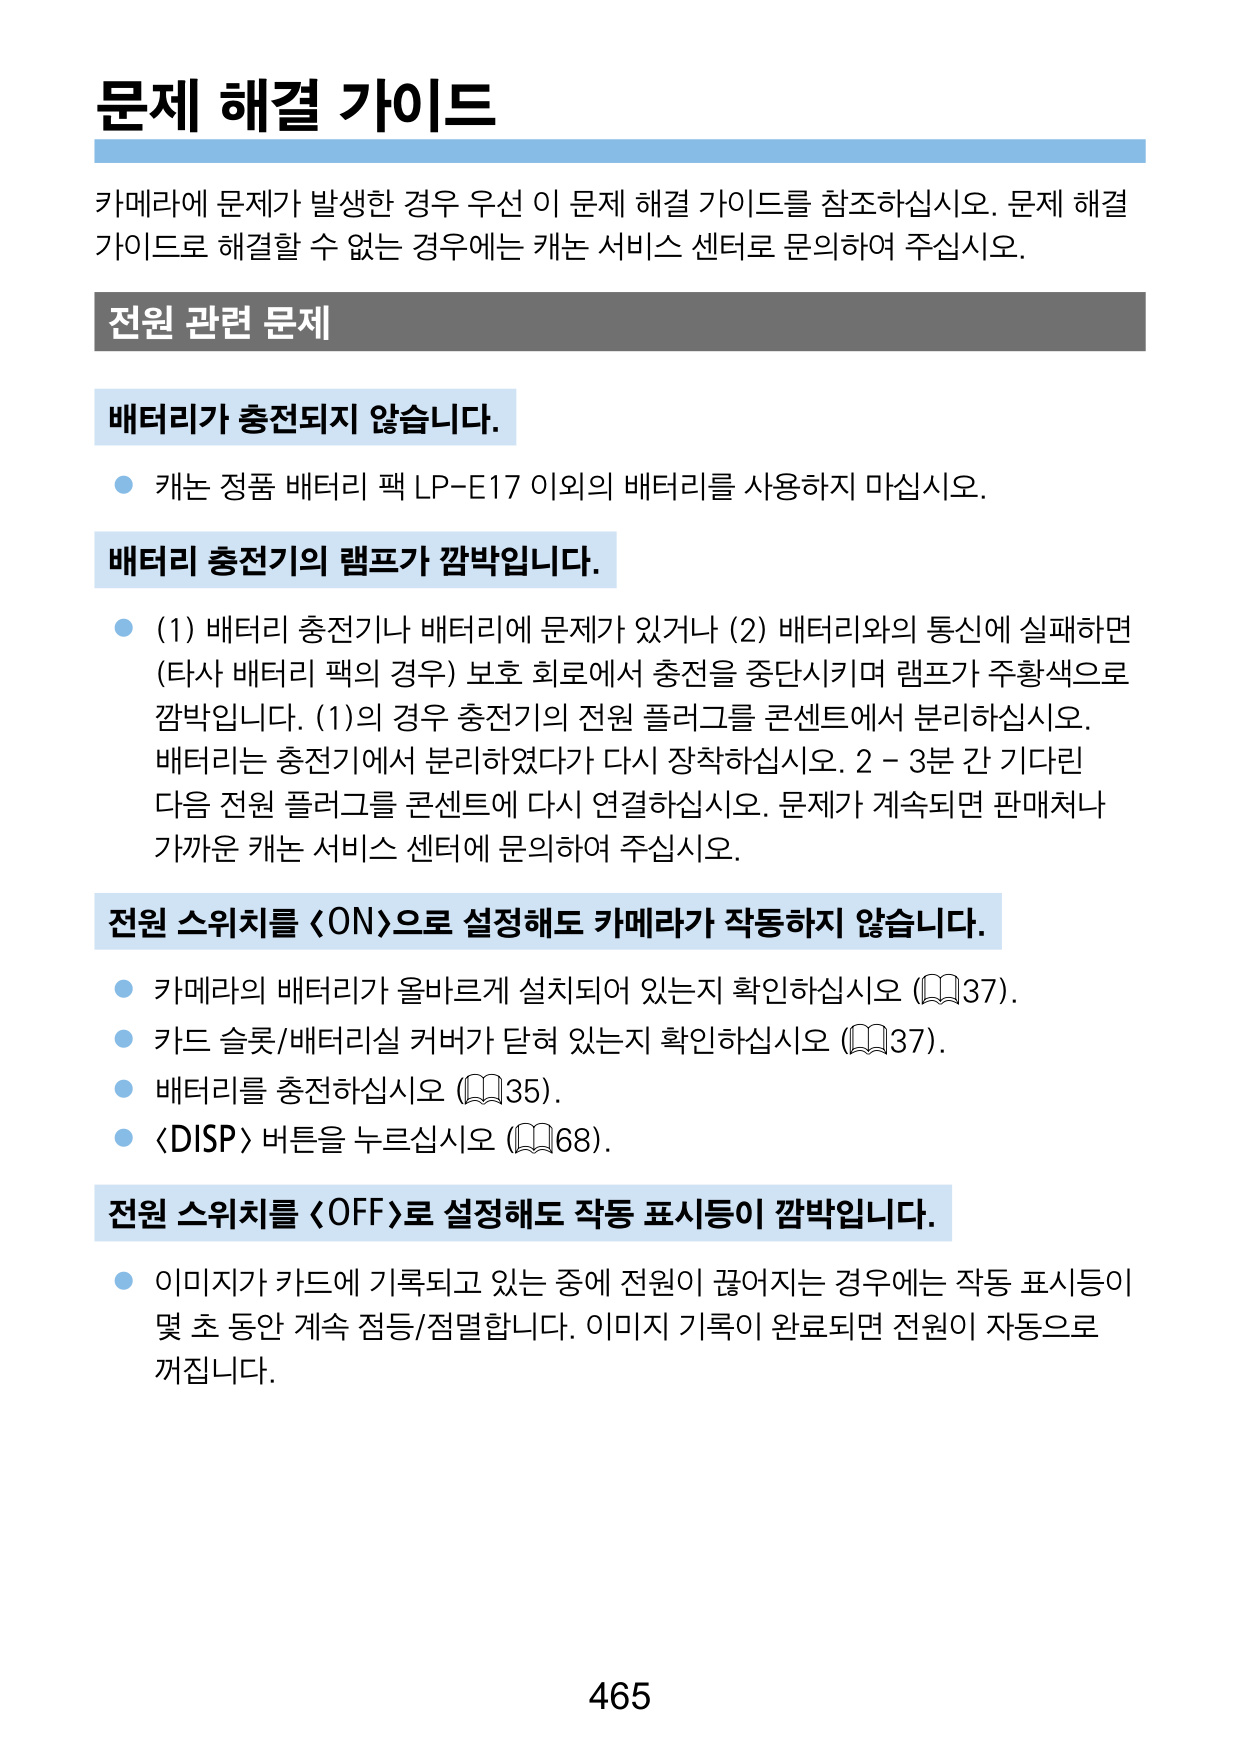 문제 해결 가이드
카메라에 문제가 발생한 경우 우선 이 문제 해결 가이드를 참조하십시오. 문제 해결
가이드로 해결할 수 없는 경우에는 캐논 서비스 센터로 문의하여 주십시오.
전원 관련 문제
배터리가 충전되지 않습니다.
● 캐논 정품 배터리 팩 LP-E17 이외의 배터리를 사용하지 마십시오.
배터리 충전기의 램프가 깜박입니다.
● (1) 배터리 충전기나 배터리에 문제가 있거나 (2) 배터리와의 통신에 실패하면
(타사 배터리 팩의 경우) 보호 회로에서 충전을 중단시키며 램프가 주황색으로
깜박입니다. (1)의 경우 충전기의 전원 플러그를 콘센트에서 분리하십시오.
배터리는 충전기에서 분리하였다가 다시 장착하십시오. 2 – 3분 간 기다린
다음 전원 플러그를 콘센트에 다시 연결하십시오. 문제가 계속되면 판매처나
가까운 캐논 서비스 센터에 문의하여 주십시오.
전원 스위치를 <ON>으로 설정해도 카메라가 작동하지 않습니다.
● 카메라의 배터리가 올바르게 설치되어 있는지 확인하십시오 (📖37).
● 카드 슬롯/배터리실 커버가 닫혀 있는지 확인하십시오 (📖37).
● 배터리를 충전하십시오 (📖35).
● <DISP> 버튼을 누르십시오 (📖68).
전원 스위치를 <OFF>로 설정해도 작동 표시등이 깜박입니다.
● 이미지가 카드에 기록되고 있는 중에 전원이 끊어지는 경우에는 작동 표시등이
몇 초 동안 계속 점등/점멸합니다. 이미지 기록이 완료되면 전원이 자동으로
꺼집니다.
465